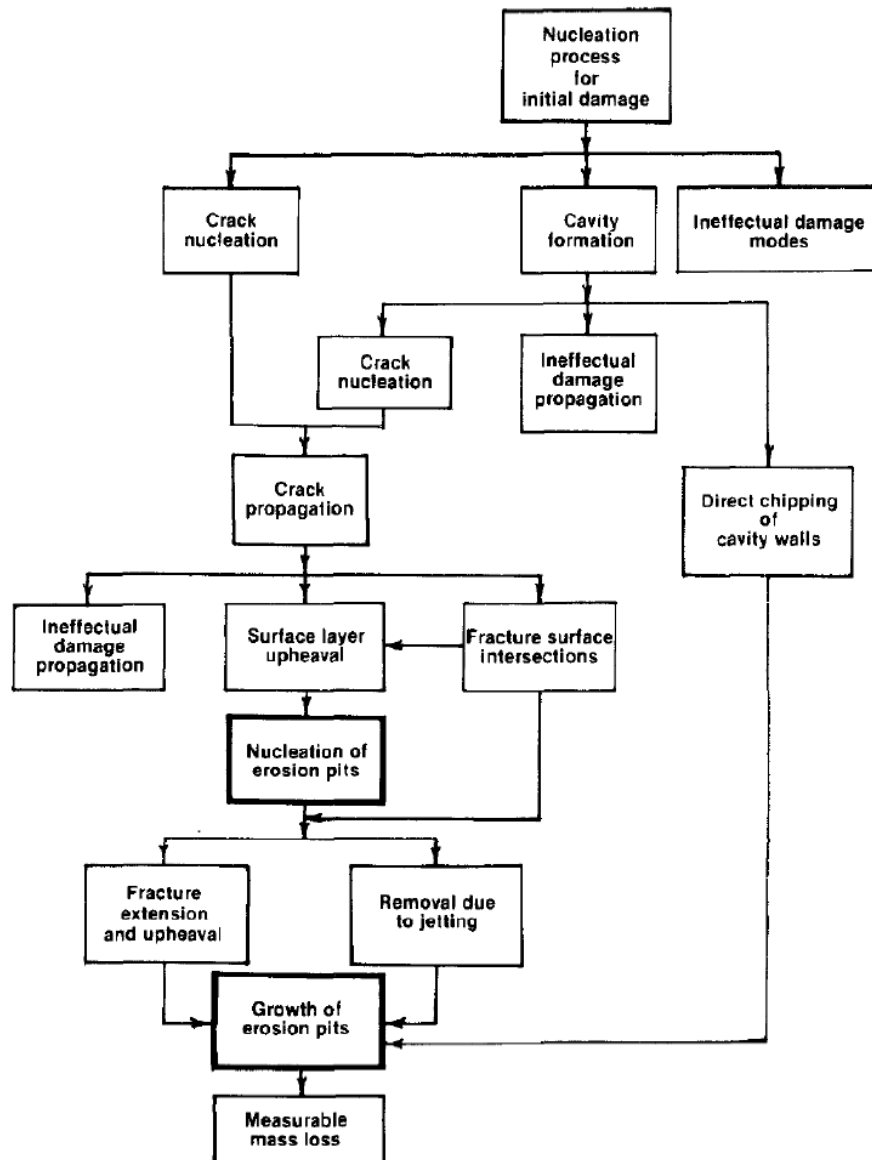 Nucleation
process
for
initial damage
Crack
nucleation
Cavity
formation
Ineffectual damage
modes
Crack
nucleation
Ineffectual
damage
propagation
Crack
propagation
Direct chipping
of
cavity walls
Ineffectual
damage
propagation
Surface layer
upheaval
Fracture surface
intersections
Nucleation of
erosion pits
Fracture
extension
and upheaval
Removal due
to jetting
Growth of
erosion pits
Measurable
mass loss